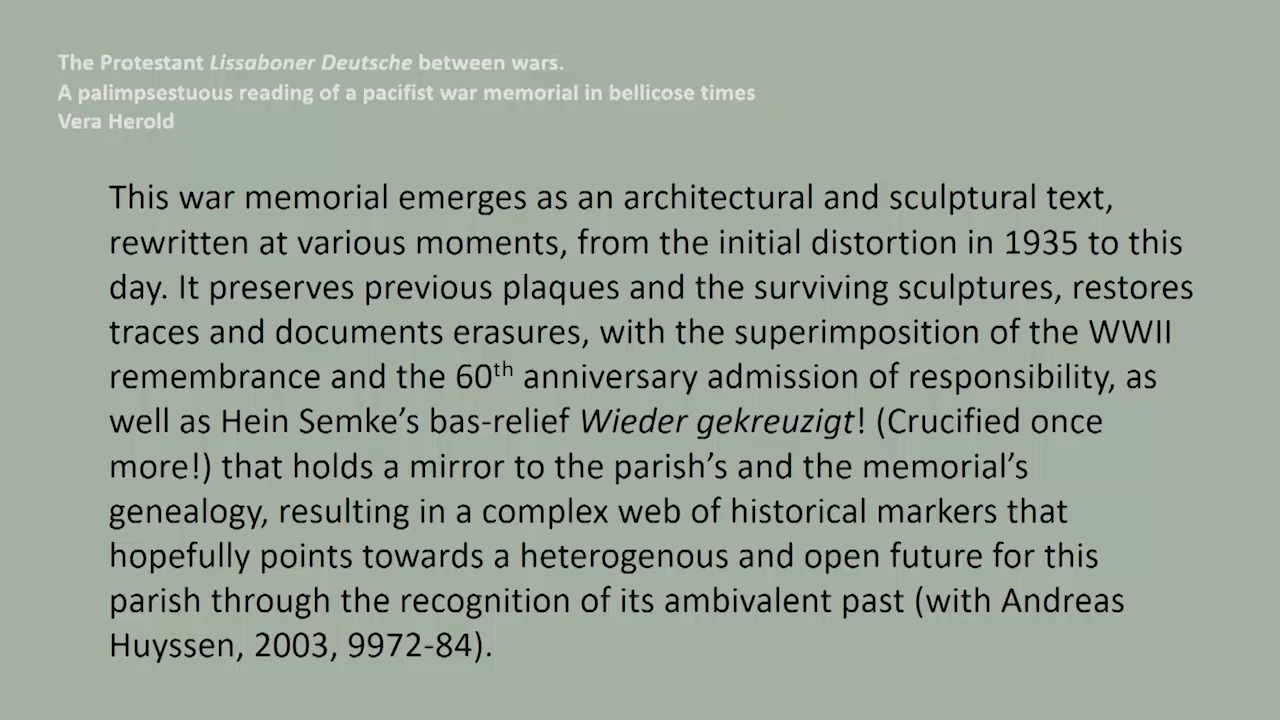 The Protestant Lissaboner Deutsche between wars.
A palimpsestuous reading of a pacifist war memorial in bellicose times
Vera Herold
This war memorial emerges as an architectural and sculptural text,
rewritten at various moments, from the initial distortion in 1935 to this
day. It preserves previous plaques and the surviving sculptures, restores
traces and documents erasures, with the superimposition of the WWII
remembrance and the 60th anniversary admission of responsibility, as
well as Hein Semke’s bas-relief Wieder gekreuzigt! (Crucified once
more!) that holds a mirror to the parish’s and the memorial’s
genealogy, resulting in a complex web of historical markers that
hopefully points towards a heterogenous and open future for this
parish through the recognition of its ambivalent past (with Andreas
Huyssen, 2003, 9972-84).